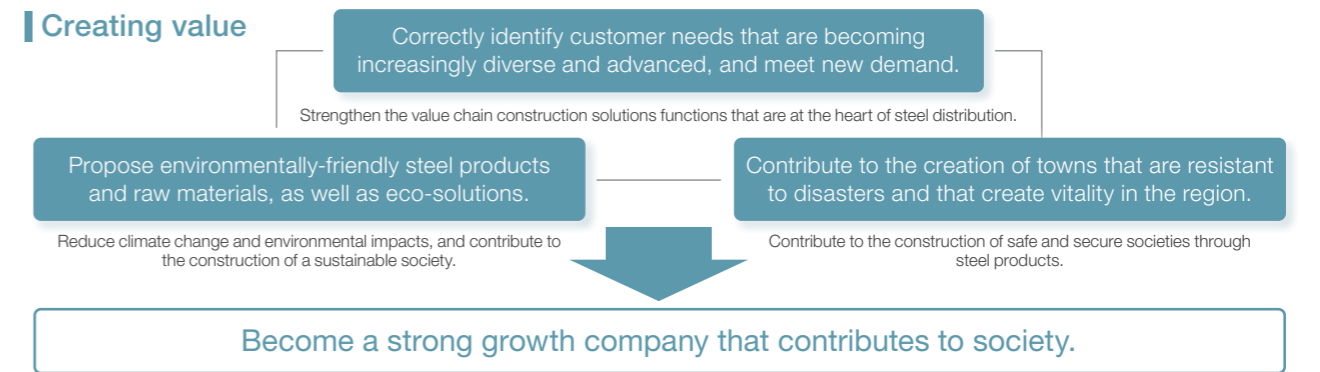 Creating value
Correctly identify customer needs that are becoming
increasingly diverse and advanced, and meet new demand.
Strengthen the value chain construction solutions functions that are at the heart of steel distribution.
Propose environmentally-friendly steel products
and raw materials, as well as eco-solutions.
Reduce climate change and environmental impacts, and contribute to
the construction of a sustainable society.
Contribute to the creation of towns that are resistant
to disasters and that create vitality in the region.
Contribute to the construction of safe and secure societies through
steel products.
Become a strong growth company that contributes to society.